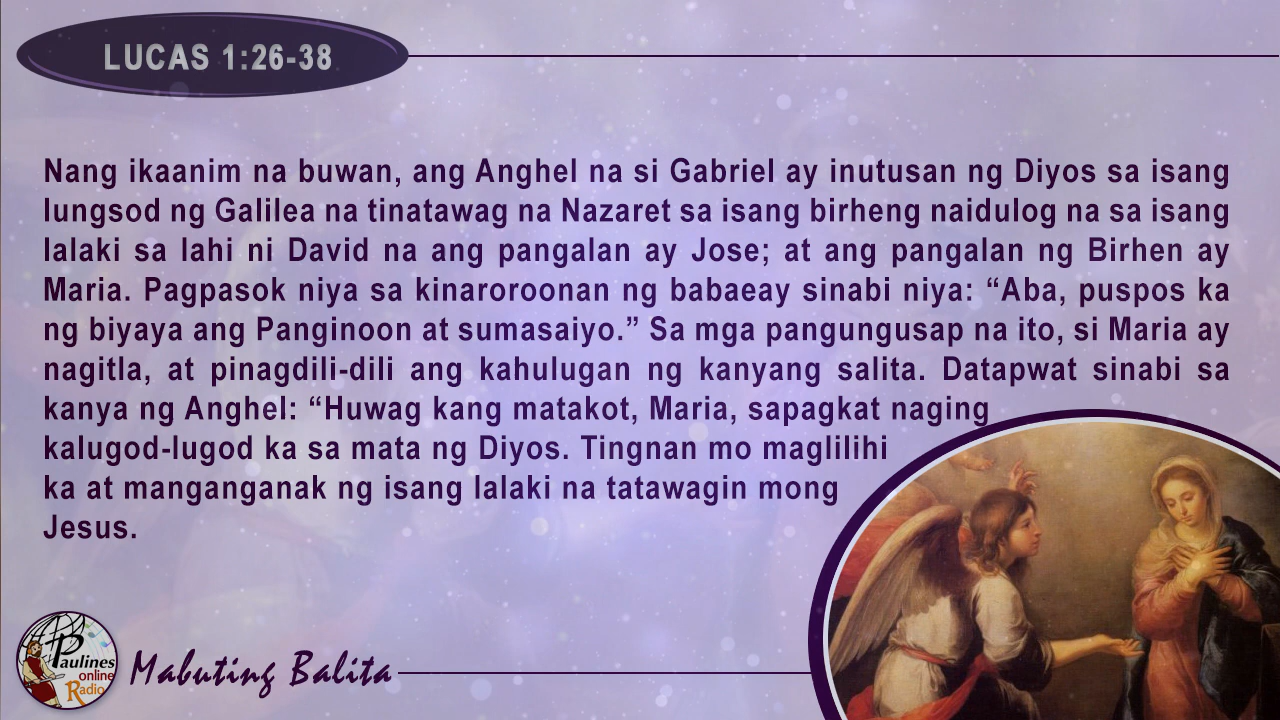 LUCAS 1:26-38
Nang ikaanim na buwan, ang Anghel na si Gabriel ay inutusan ng Diyos sa isang
lungsod ng Galilea na tinatawag na Nazaret sa isang birheng naidulog na sa isang
lalaki sa lahi ni David na ang pangalan ay Jose; at ang pangalan ng Birhen ay
Maria. Pagpasok niya sa kinaroroonan ng babaeay sinabi niya: “Aba, puspos ka
ng biyaya ang Panginoon at sumasaiyo.” Sa mga pangungusap na ito, si Maria ay
nagitla, at pinagdili-dili ang kahulugan ng kanyang salita. Datapwat sinabi sa
kanya ng Anghel: “Huwag kang matakot, Maria, sapagkat naging
kalugod-lugod ka sa mata ng Diyos. Tingnan mo maglilihi
ka at manganganak ng isang lalaki na tatawagin mong
Jesus.
Paulines
online
Radio
Mabuting Balita